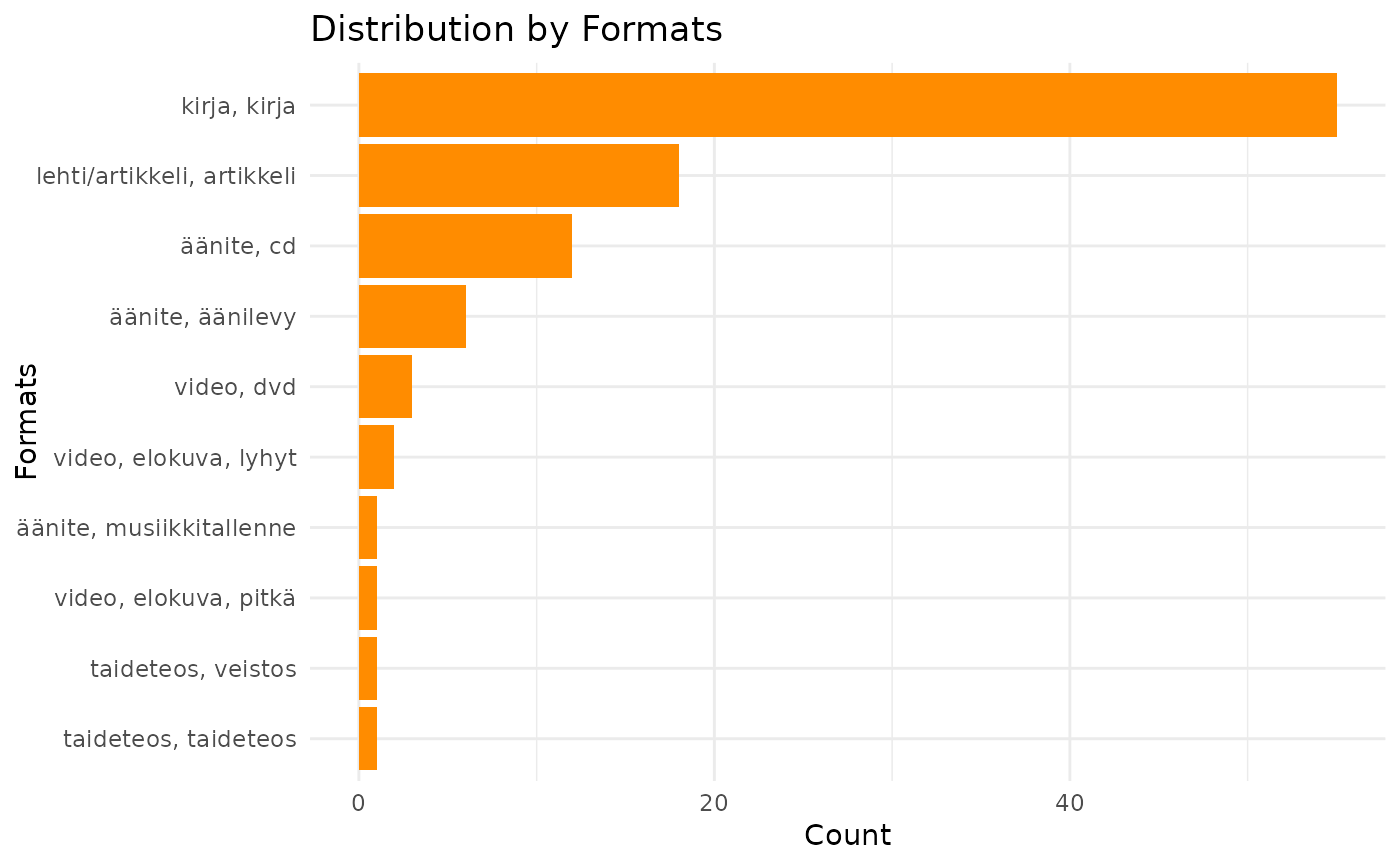 Distribution by Formats
kirja, kirja
lehti/artikkeli, artikkeli
äänite, cd
äänite, äänilevy
video, dvd
video, elokuva, lyhyt
äänite, musiikkitallenne
video, elokuva, pitkä
taideteos, veistos
taideteos, taideteos
Formats
0 20 40
Count